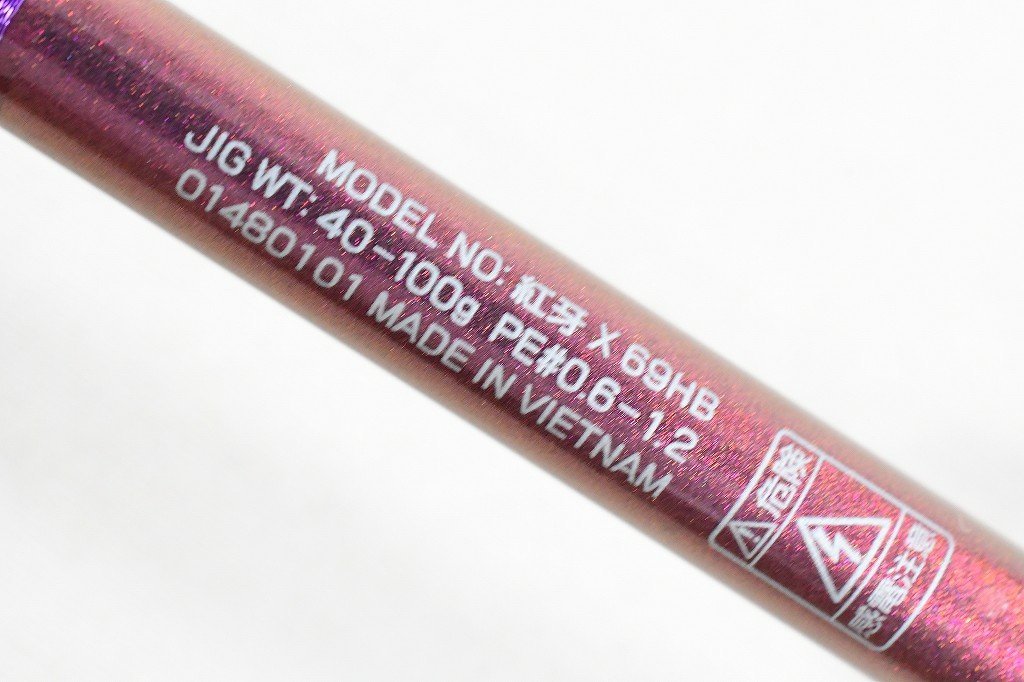 MODEL NO: 紅牙 X 69HB
JIG WT: 40-100g PE#0.6-1.2
01480101 MADE IN VIETNAM
危険
感電注意